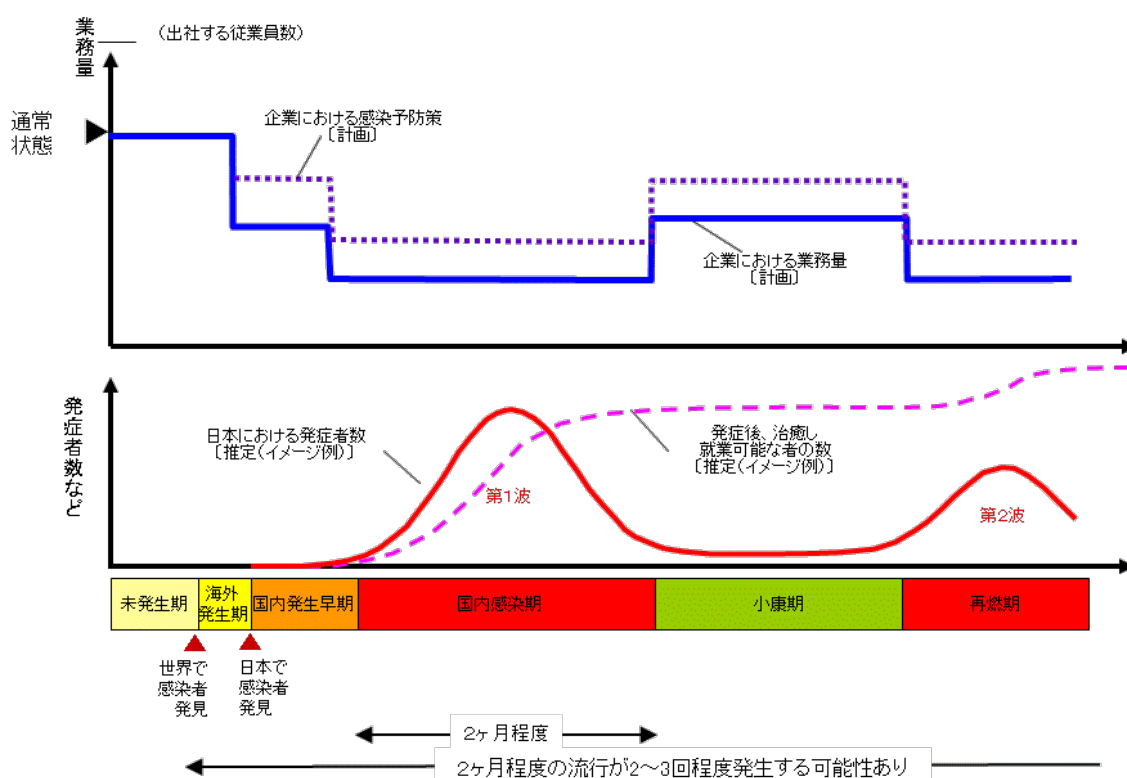 業務量
（出社する従業員数）
通常
状態
企業における感染予防策
〔計画〕
企業における業務量
〔計画〕
発症者数など
日本における発症者数
〔推定（イメージ例）〕
第1波
発症後、治癒し
就業可能な者の数
〔推定（イメージ例）〕
第2波
未発生期
海外
発生期
国内発生早期
国内感染期
小康期
再燃期
世界で
感染者
発見
日本で
感染者
発見
2ヶ月程度
2ヶ月程度の流行が2～3回程度発生する可能性あり